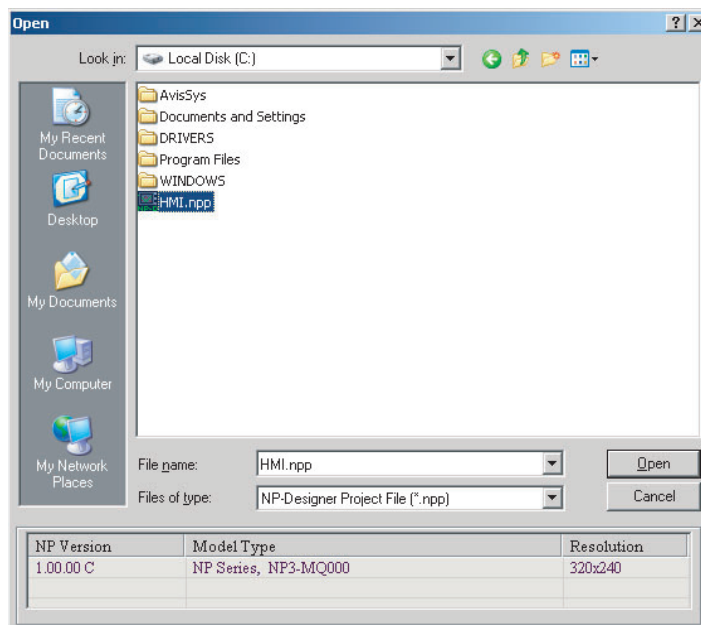 Open
Look in: Local Disk (C:)
AvisSys
Documents and Settings
DRIVERS
Program Files
WINDOWS
HMI.npp
My Recent
Documents
Desktop
My Documents
My Computer
My Network
Places
File name: HMI.npp Open
Files of type: NP-Designer Project File (*.npp) Cancel
NP Version Model Type Resolution
1.00.00 C NP Series, NP3-MQ000 320x240